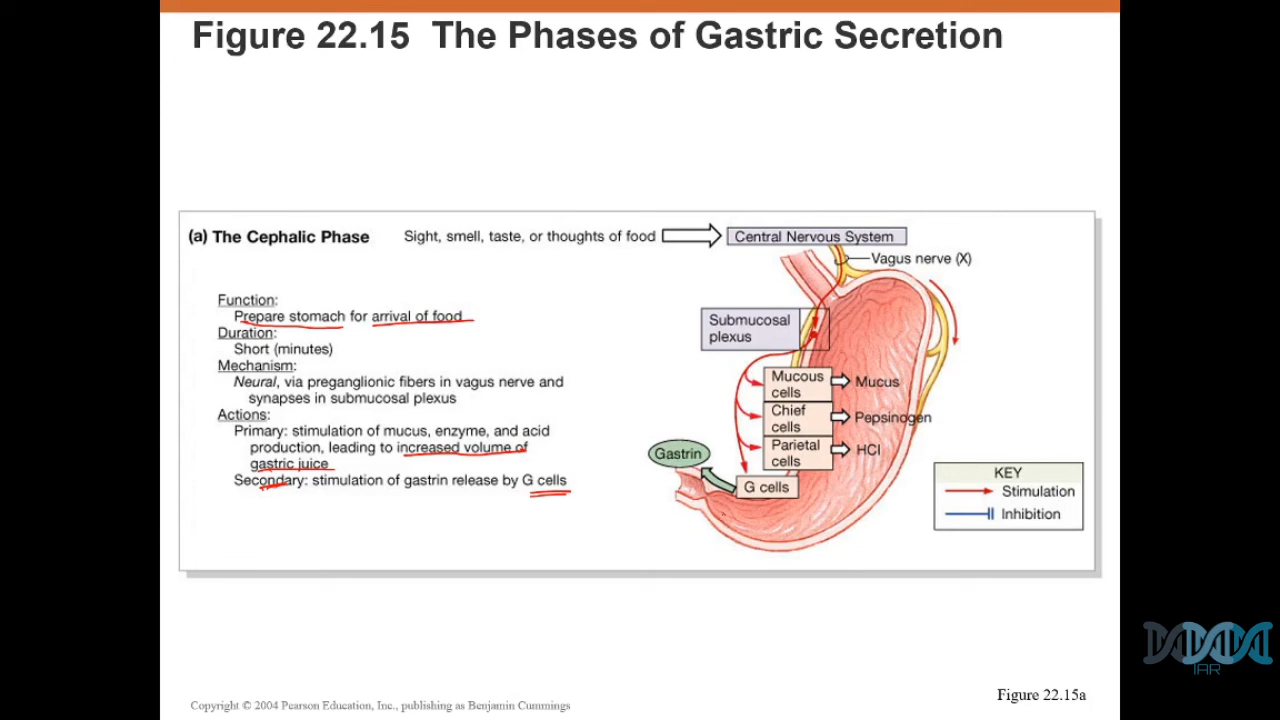 Figure 22.15 The Phases of Gastric Secretion
(a) The Cephalic Phase
Sight, smell, taste, or thoughts of food
Central Nervous System
Vagus nerve (X)
Function:
Prepare stomach for arrival of food
Duration:
Short (minutes)
Mechanism:
Neural, via preganglionic fibers in vagus nerve and
synapses in submucosal plexus
Actions:
Primary: stimulation of mucus, enzyme, and acid
production, leading to increased volume of
gastric juice
Secondary: stimulation of gastrin release by G cells
Submucosal
plexus
Mucous
cells
Mucus
Chief
cells
Pepsinogen
Parietal
cells
HCl
Gastrin
G cells
KEY
Stimulation
Inhibition
Figure 22.15a
Copyright © 2004 Pearson Education, Inc., publishing as Benjamin Cummings
IAR